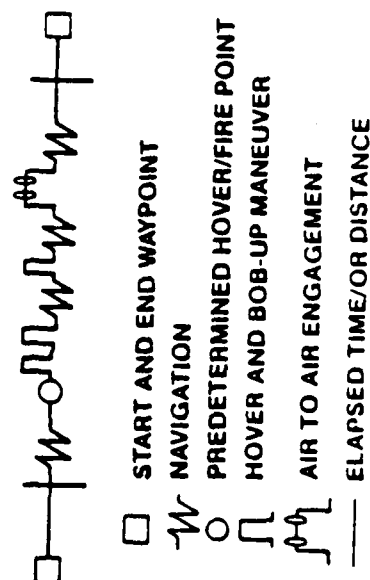 START AND END WAYPOINT
NAVIGATION
PREDETERMINED HOVER/FIRE POINT
HOVER AND BOB-UP MANEUVER
AIR TO AIR ENGAGEMENT
ELAPSED TIME/OR DISTANCE